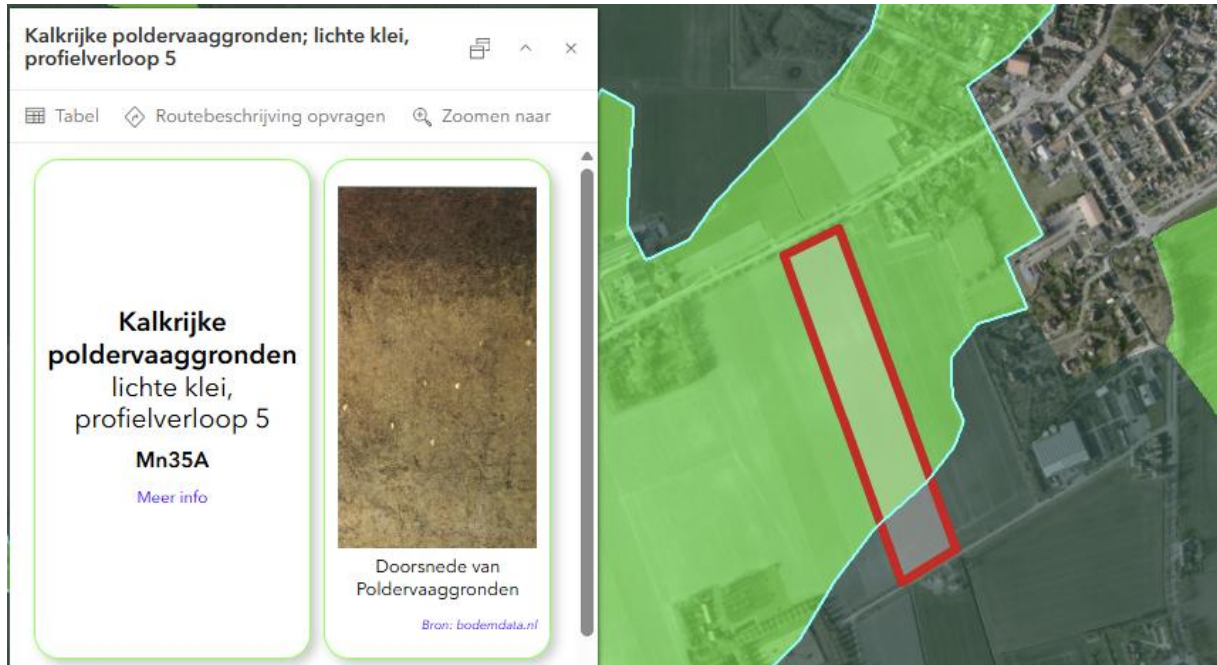 Kalkrijke poldervaaggronden; lichte klei,
profielverloop 5
Tabel
Routebeschrijving opvragen
Zoomen naar
Kalkrijke
poldervaaggronden
lichte klei,
profielverloop 5
Mn35A
Meer info
Doorsnede van
Poldervaaggronden
Bron: bodemdata.nl